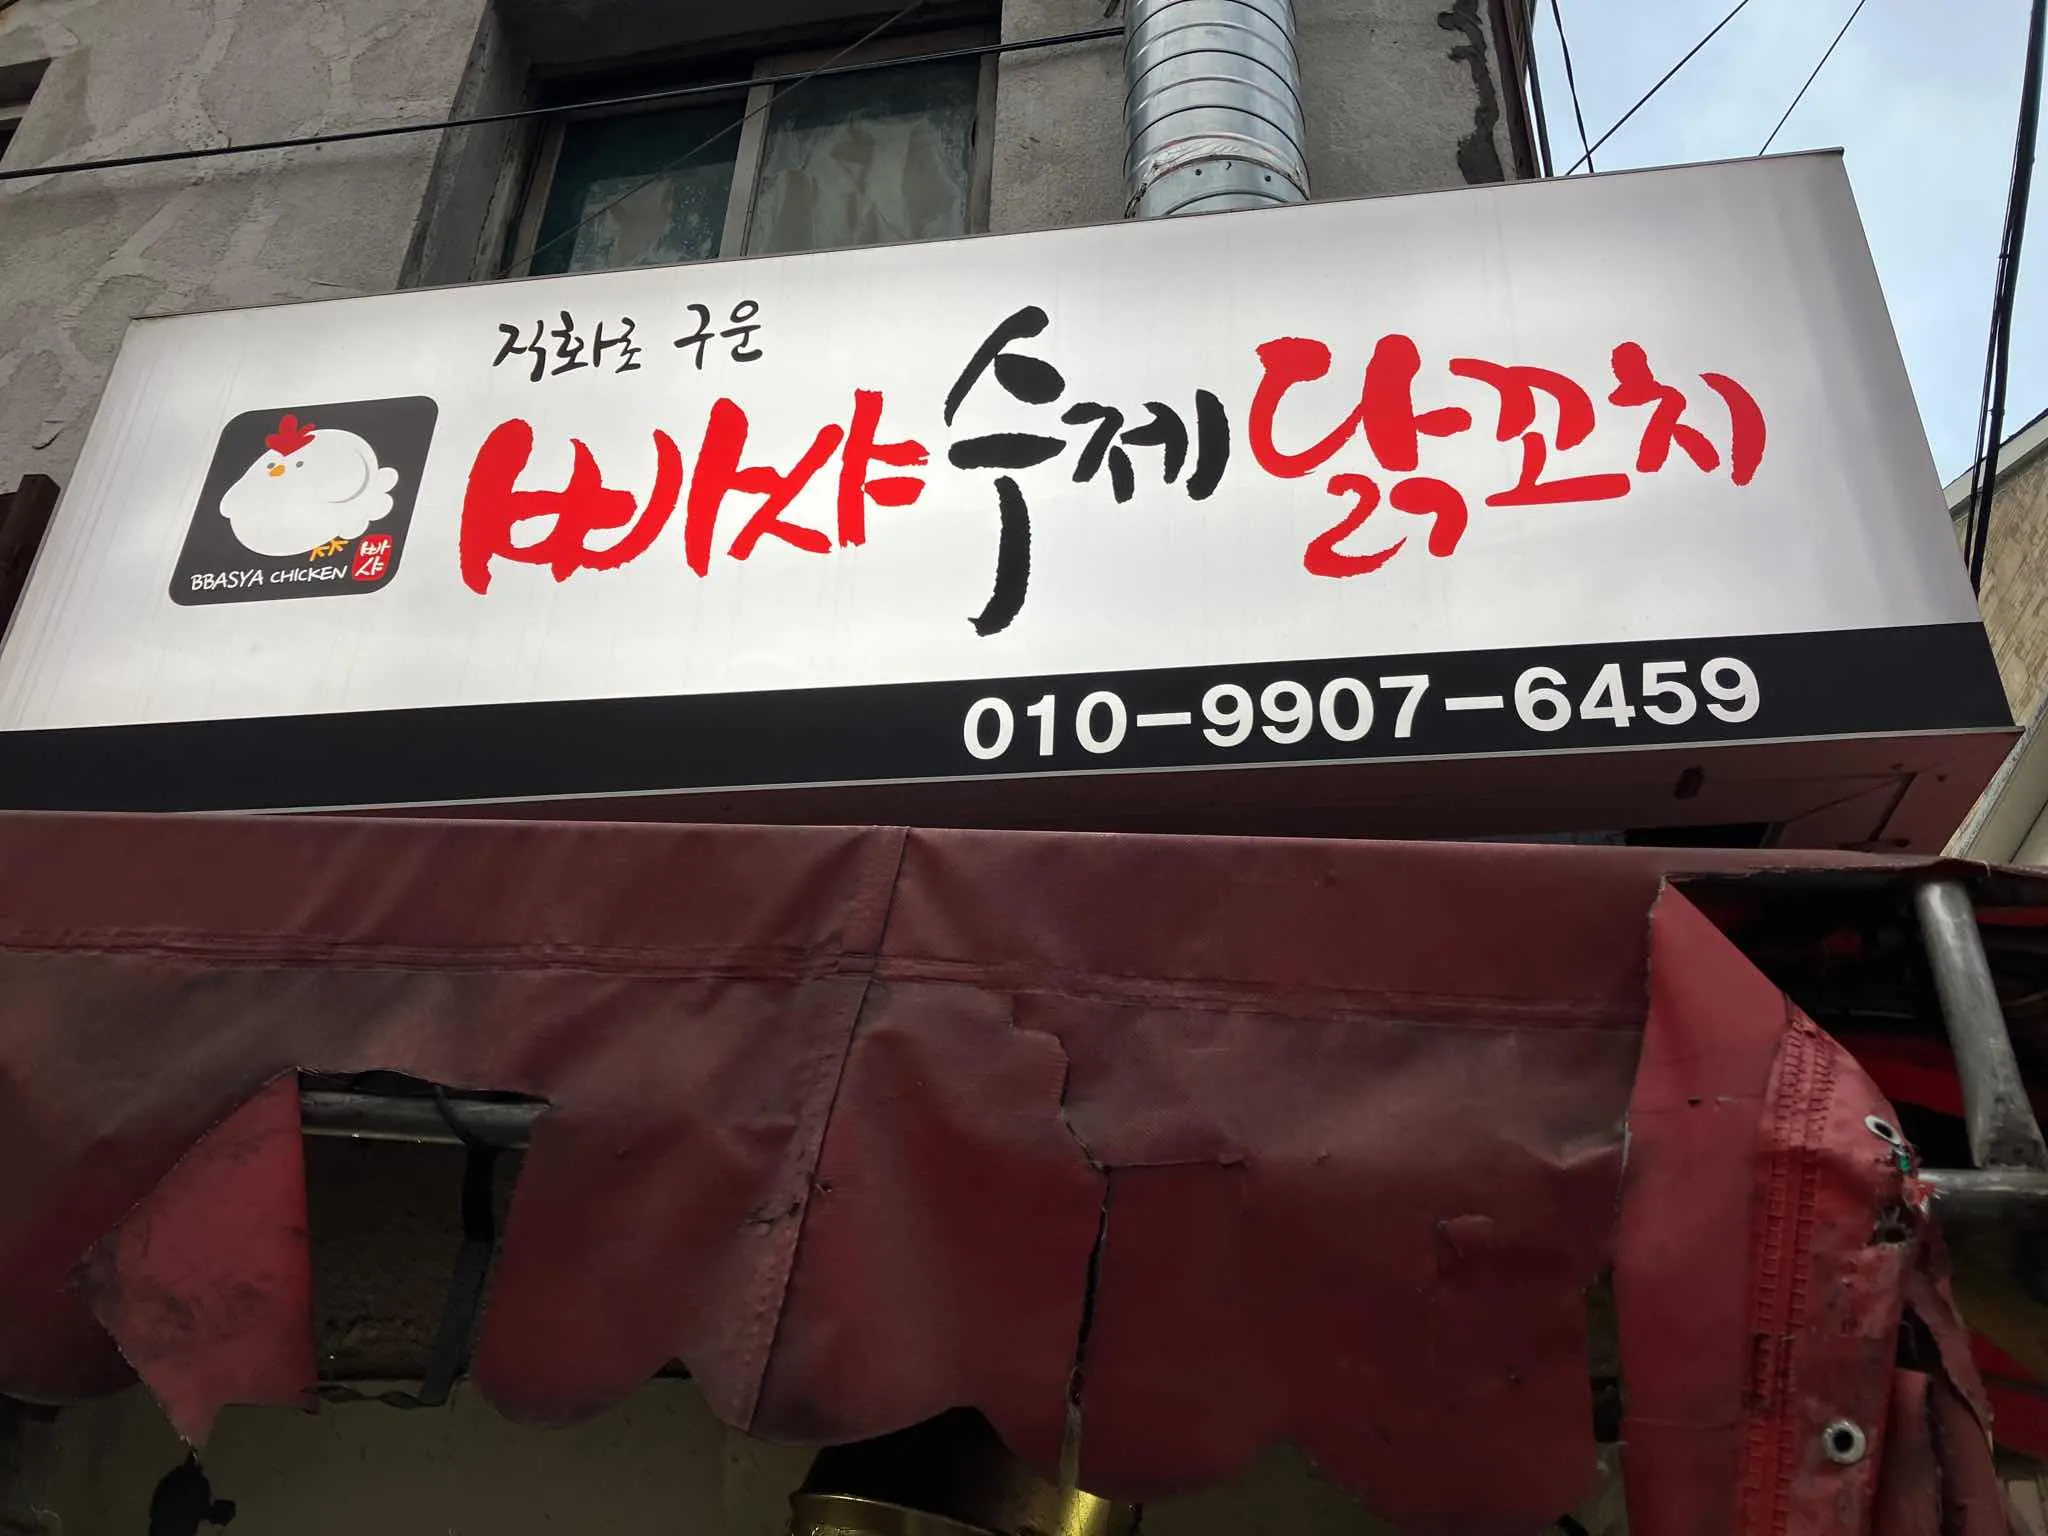 직화로 구운
빠샤 수제 닭꼬치
BBASYA CHICKEN
빠
샤
010-9907-6459